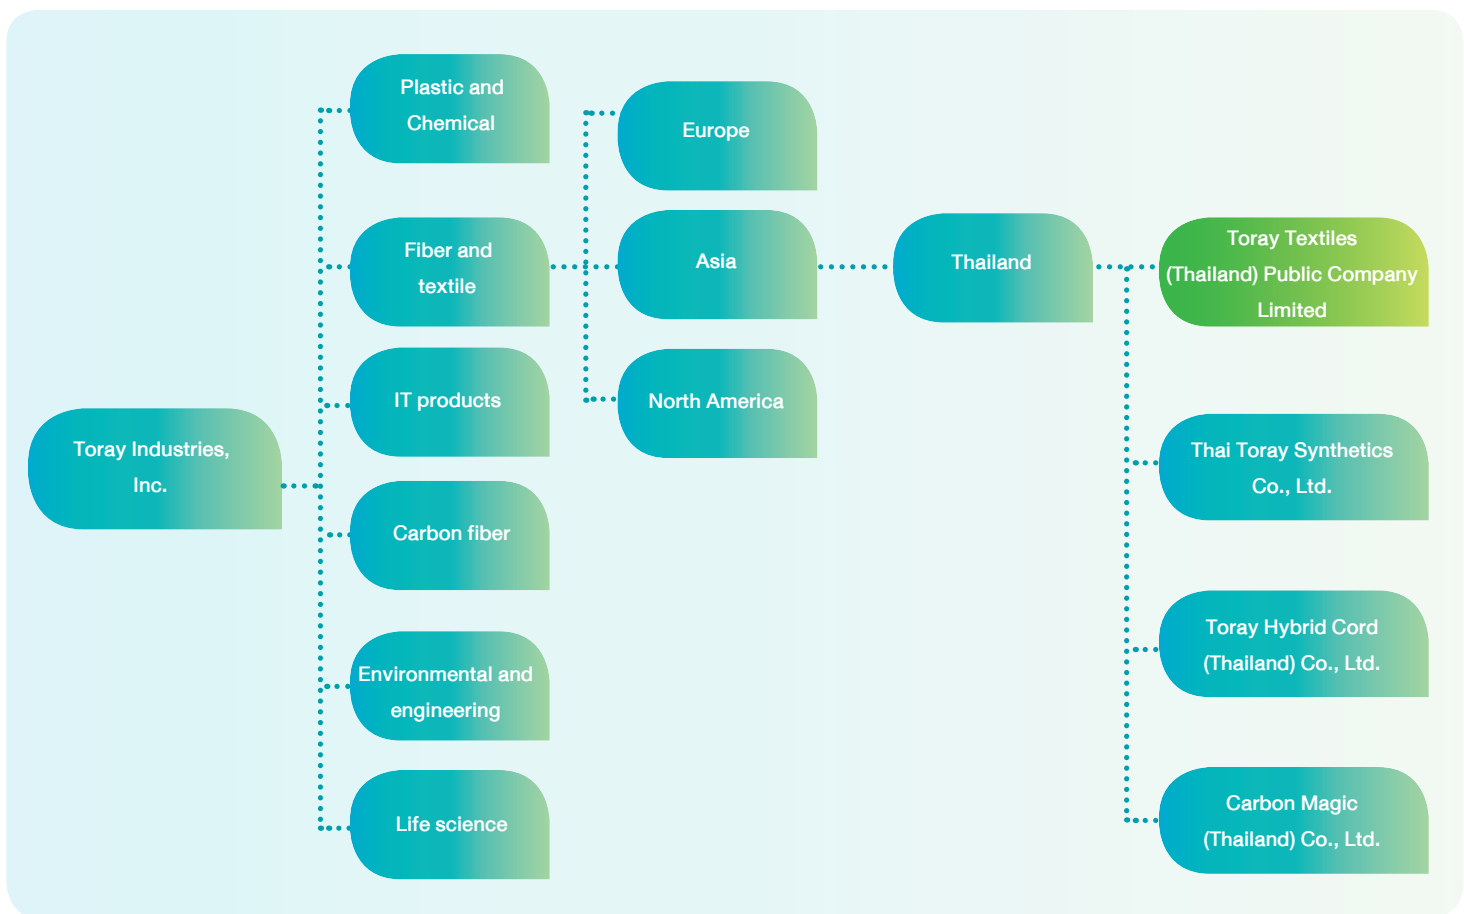 Toray Industries,
Inc.
Plastic and
Chemical
Fiber and
textile
IT products
Carbon fiber
Environmental and
engineering
Life science
Europe
Asia
North America
Thailand
Toray Textiles
(Thailand) Public Company
Limited
Thai Toray Synthetics
Co., Ltd.
Toray Hybrid Cord
(Thailand) Co., Ltd.
Carbon Magic
(Thailand) Co., Ltd.